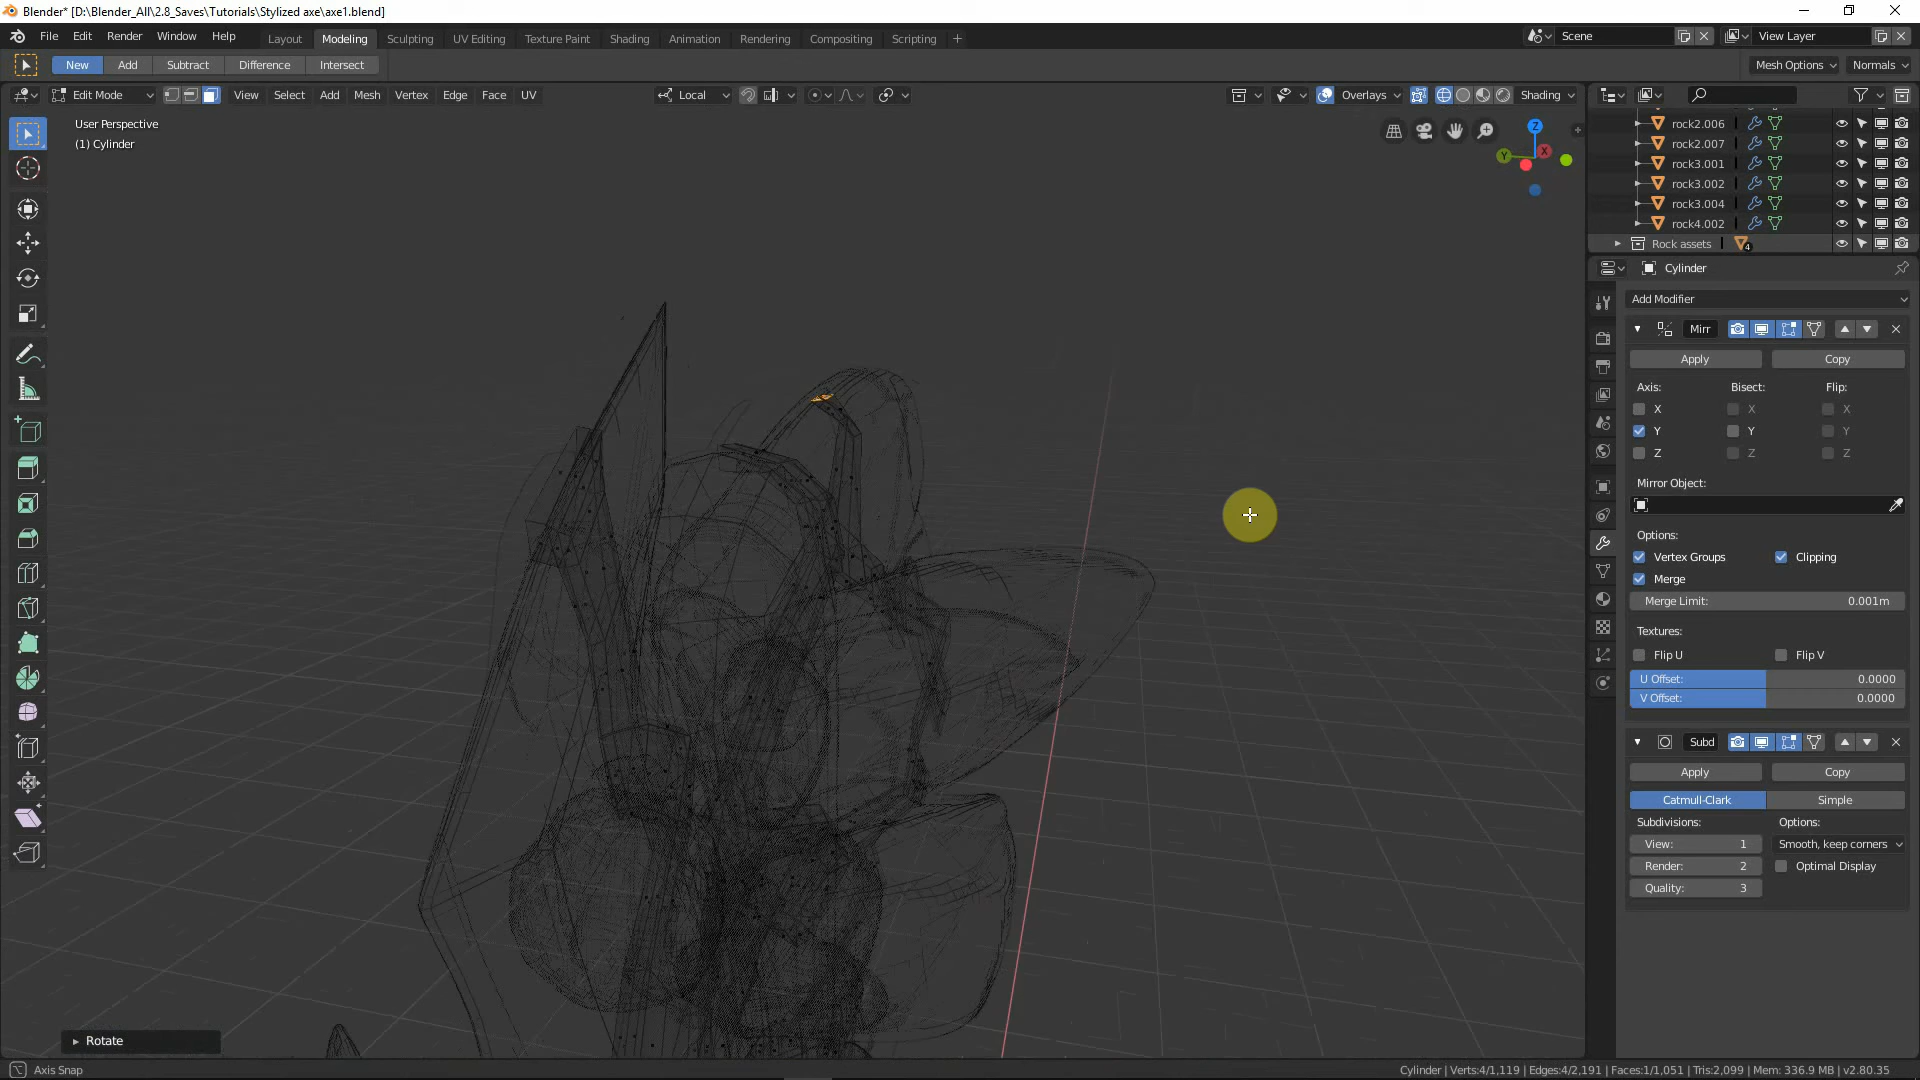 Blender* [D:\Blender_All\2.8_Saves\Tutorials\Stylized axe\axe1.blend]
File Edit Render Window Help Layout Modeling Sculpting UV Editing Texture Paint Shading Animation Rendering Compositing Scripting + Scene View Layer
New Add Subtract Difference Intersect Mesh Options Normals
Edit Mode View Select Add Mesh Vertex Edge Face UV Local Overlays Shading
User Perspective
(1) Cylinder
Z
Y X
rock2.006
rock2.007
rock3.001
rock3.002
rock3.004
rock4.002
Rock assets 4
Cylinder
Add Modifier
Mirr
Apply Copy
Axis: Bisect: Flip:
X X X
Y Y Y
Z Z Z
Mirror Object:
Options:
Vertex Groups Clipping
Merge
Merge Limit: 0.001m
Textures:
Flip U Flip V
U Offset: 0.0000
V Offset: 0.0000
Subd
Apply Copy
Catmull-Clark Simple
Subdivisions: Options:
View: 1 Smooth, keep corners
Render: 2 Optimal Display
Quality: 3
Rotate
Axis Snap Cylinder | Verts:4/1,119 | Edges:4/2,191 | Faces:1/1,051 | Tris:2,099 | Mem: 336.9 MB | v2.80.35